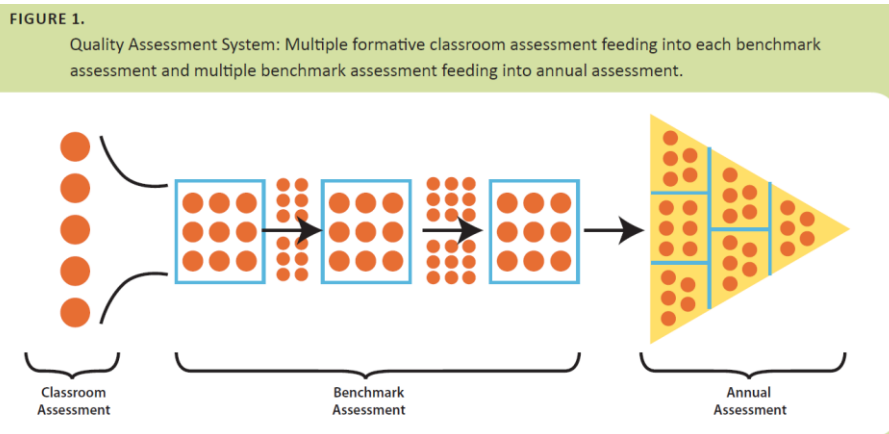 FIGURE 1.
Quality Assessment System: Multiple formative classroom assessment feeding into each benchmark
assessment and multiple benchmark assessment feeding into annual assessment.
Classroom
Assessment
Benchmark
Assessment
Annual
Assessment